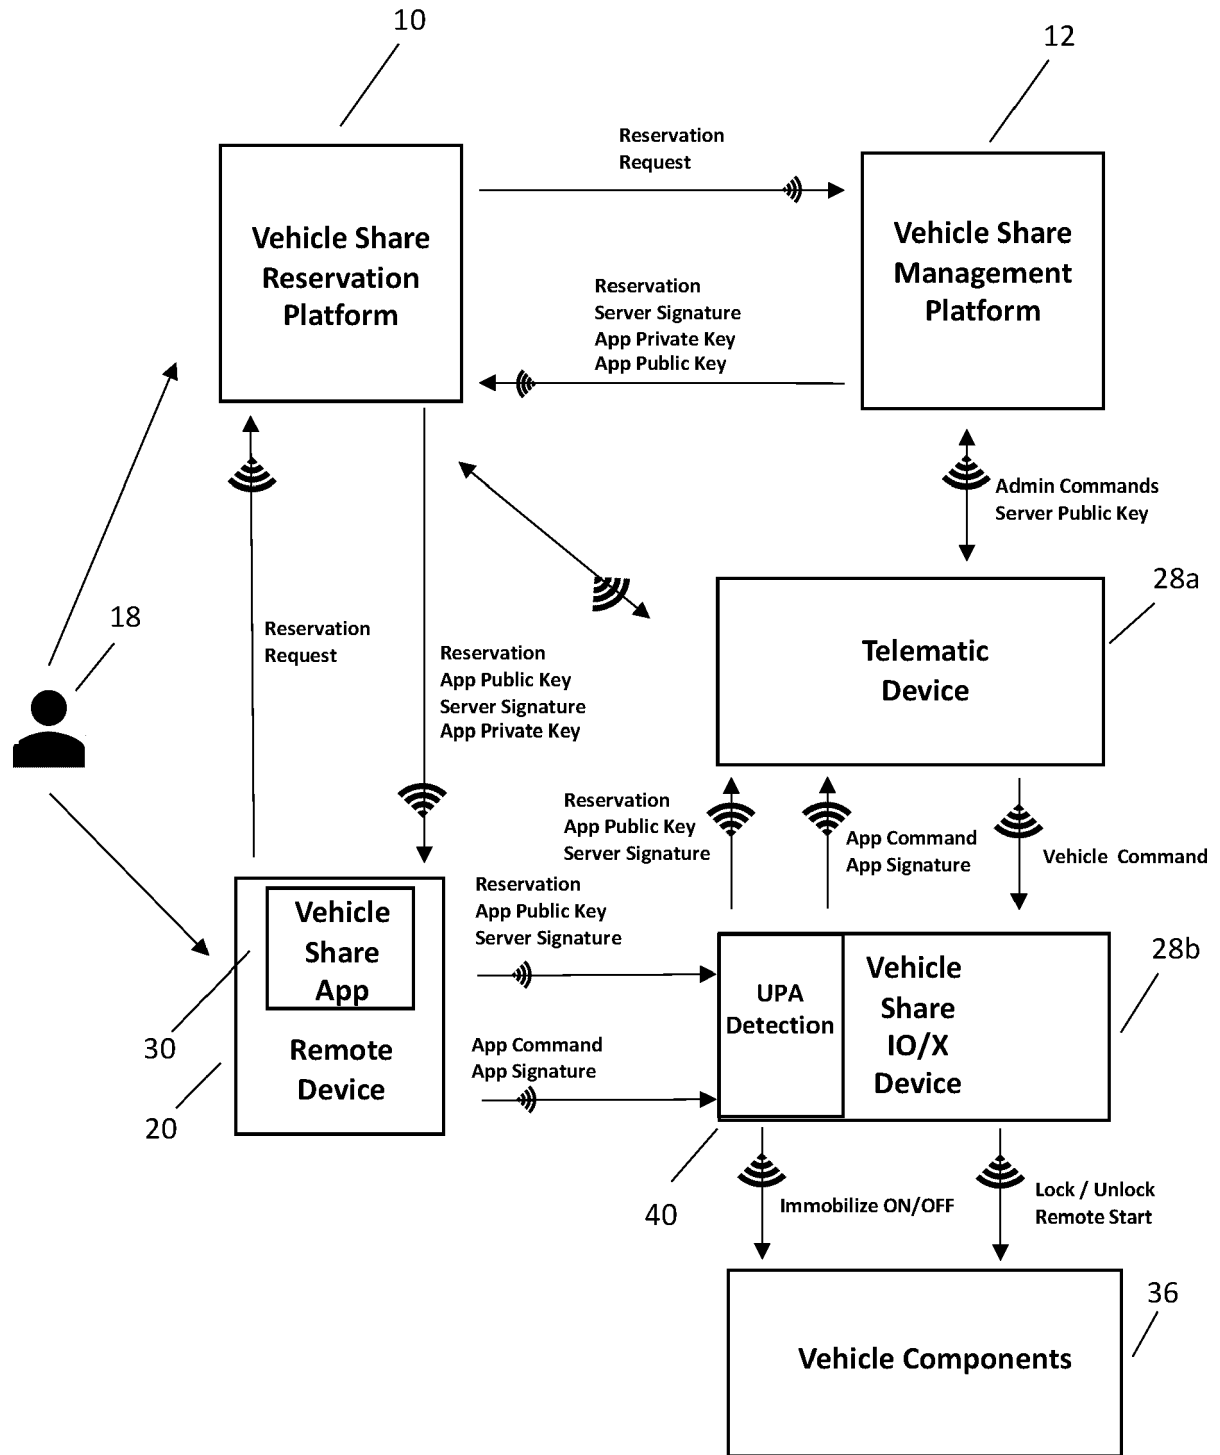 10
12
Reservation
Request
Vehicle Share
Reservation
Platform
Vehicle Share
Management
Platform
Reservation
Server Signature
App Private Key
App Public Key
Admin Commands
Server Public Key
28a
18
Reservation
Request
Reservation
App Public Key
Server Signature
App Private Key
Telematic
Device
Reservation
App Public Key
Server Signature
App Command
App Signature
Vehicle Command
Vehicle
Share
App
Remote
Device
30
20
Reservation
App Public Key
Server Signature
App Command
App Signature
UPA
Detection
Vehicle
Share
IO/X
Device
28b
40
Immobilize ON/OFF
Lock / Unlock
Remote Start
36
Vehicle Components